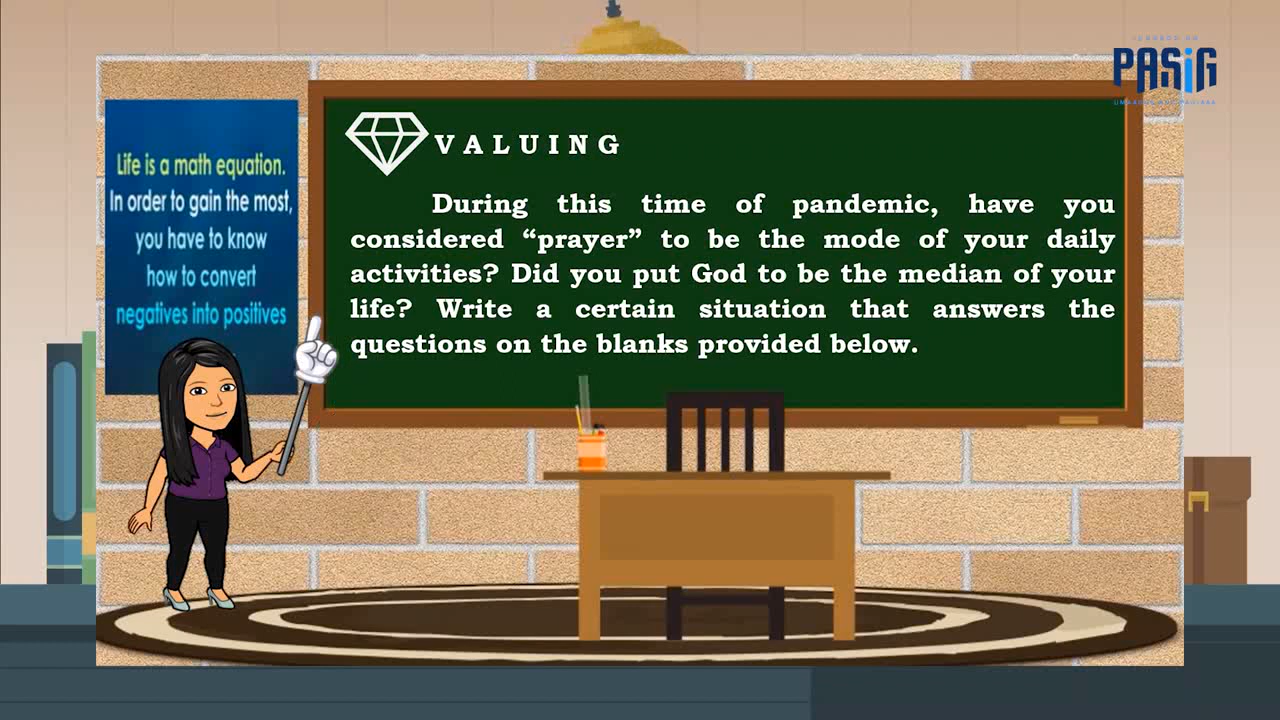 PASiG
Life is a math equation.
In order to gain the most,
you have to know
how to convert
negatives into positives
VALUING
During this time of pandemic, have you
considered “prayer” to be the mode of your daily
activities? Did you put God to be the median of your
life? Write a certain situation that answers the
questions on the blanks provided below.